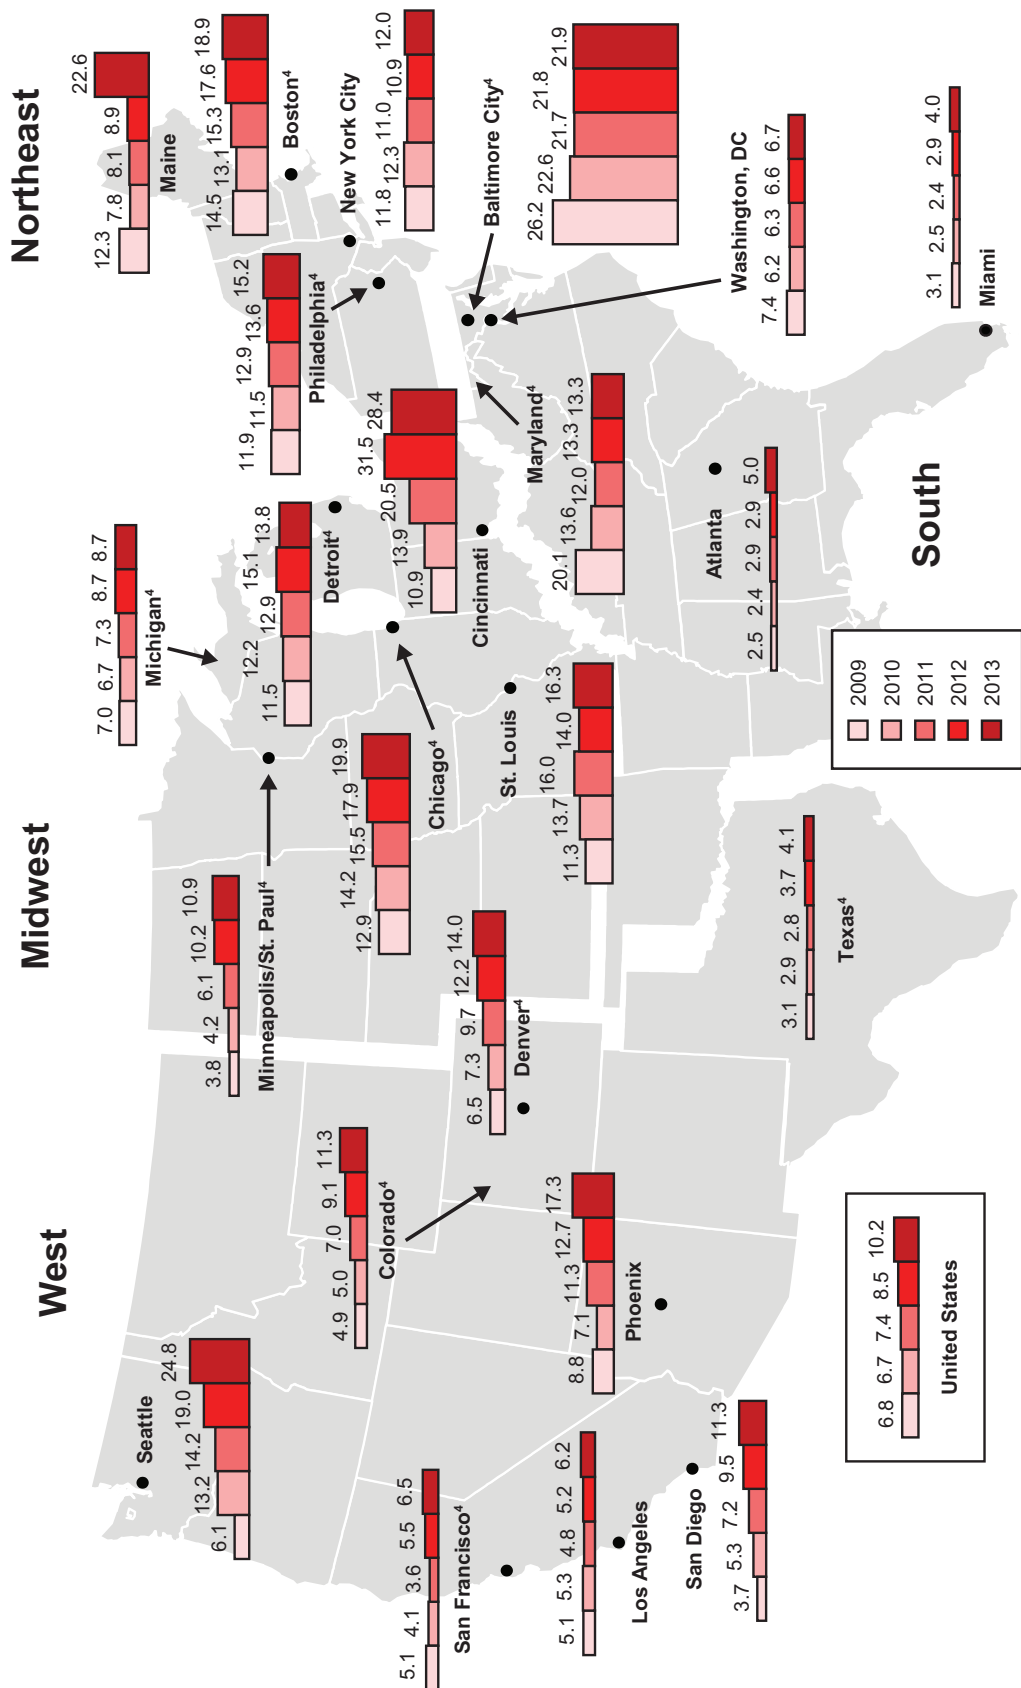 West
Midwest
Northeast
South
Seattle
6.1 13.2 14.2 19.0 24.8
San Francisco⁴
5.1 4.1 3.6 5.5 6.5
Los Angeles
5.1 5.3 4.8 5.2 6.2
San Diego
3.7 5.3 7.2 9.5 11.3
Colorado⁴
4.9 5.0 7.0 9.1 11.3
Phoenix
8.8 7.1 11.3 12.7 17.3
Denver⁴
6.5 7.3 9.7 12.2 14.0
Minneapolis/St. Paul⁴
3.8 4.2 6.1 10.2 10.9
Chicago⁴
12.9 14.2 15.5 17.9 19.9
St. Louis
11.3 13.7 16.0 14.0 16.3
Texas⁴
3.1 2.9 2.8 3.7 4.1
Michigan⁴
7.0 6.7 7.3 8.7 8.7
Detroit⁴
11.5 12.2 12.9 15.1 13.8
Cincinnati
10.9 13.9 20.5 31.5 28.4
Maryland⁴
20.1 13.6 12.0 13.3 13.3
Atlanta
2.5 2.4 2.9 2.9 5.0
Philadelphia⁴
11.9 11.5 12.9 13.6 15.2
Maine
12.3 7.8 8.1 8.9 22.6
Boston⁴
14.5 13.1 15.3 17.6 18.9
New York City
11.8 12.3 11.0 10.9 12.0
Baltimore City⁴
26.2 22.6 21.7 21.8 21.9
Washington, DC
7.4 6.2 6.3 6.6 6.7
Miami
3.1 2.5 2.4 2.9 4.0
United States
6.8 6.7 7.4 8.5 10.2
2009
2010
2011
2012
2013